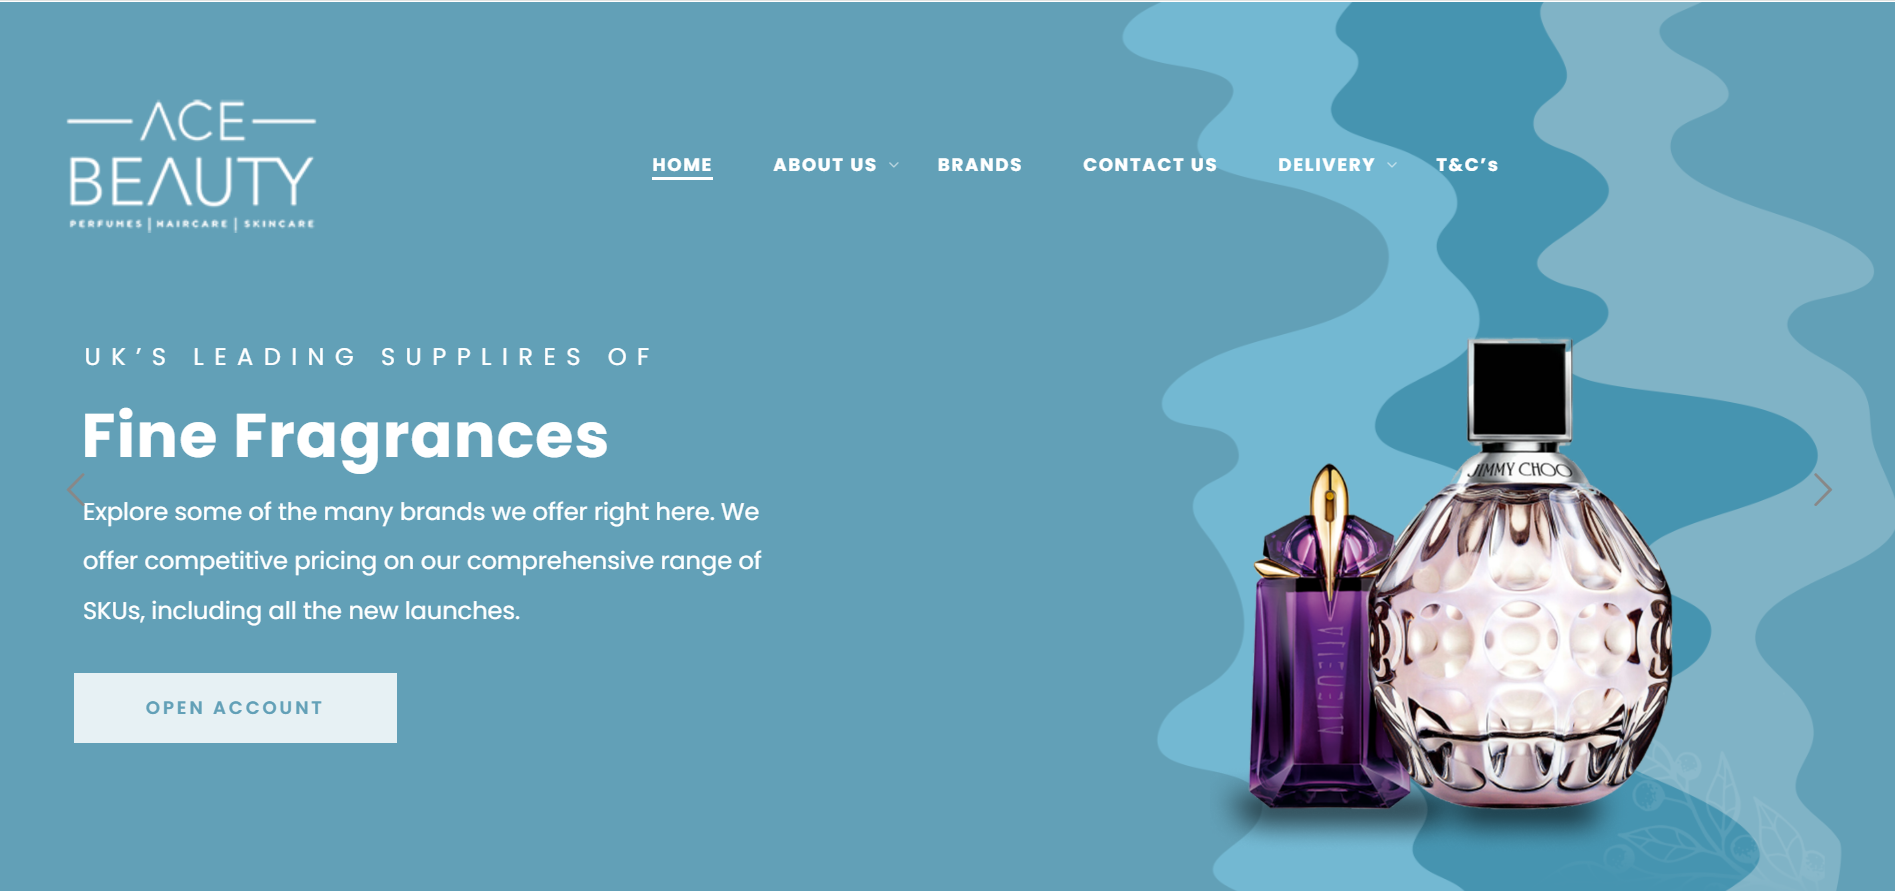 ACE
BEAUTY
PERFUMES | HAIRCARE | SKINCARE
HOME ABOUT US BRANDS CONTACT US DELIVERY T&C's
UK'S LEADING SUPPLIRES OF
Fine Fragrances
Explore some of the many brands we offer right here. We
offer competitive pricing on our comprehensive range of
SKUs, including all the new launches.
OPEN ACCOUNT
JIMMY CHOO